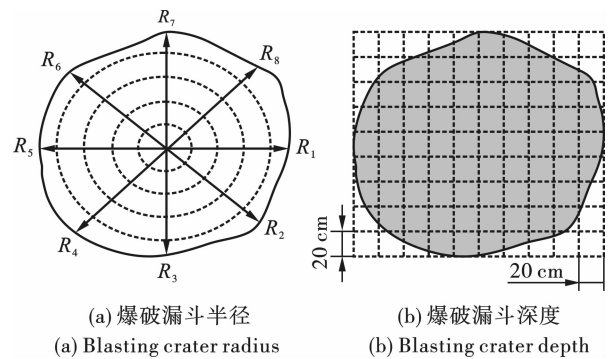 R₇
R₆
R₈
R₅
R₁
R₄
R₂
R₃
20 cm
20 cm
(a) 爆破漏斗半径
(a) Blasting crater radius
(b) 爆破漏斗深度
(b) Blasting crater depth